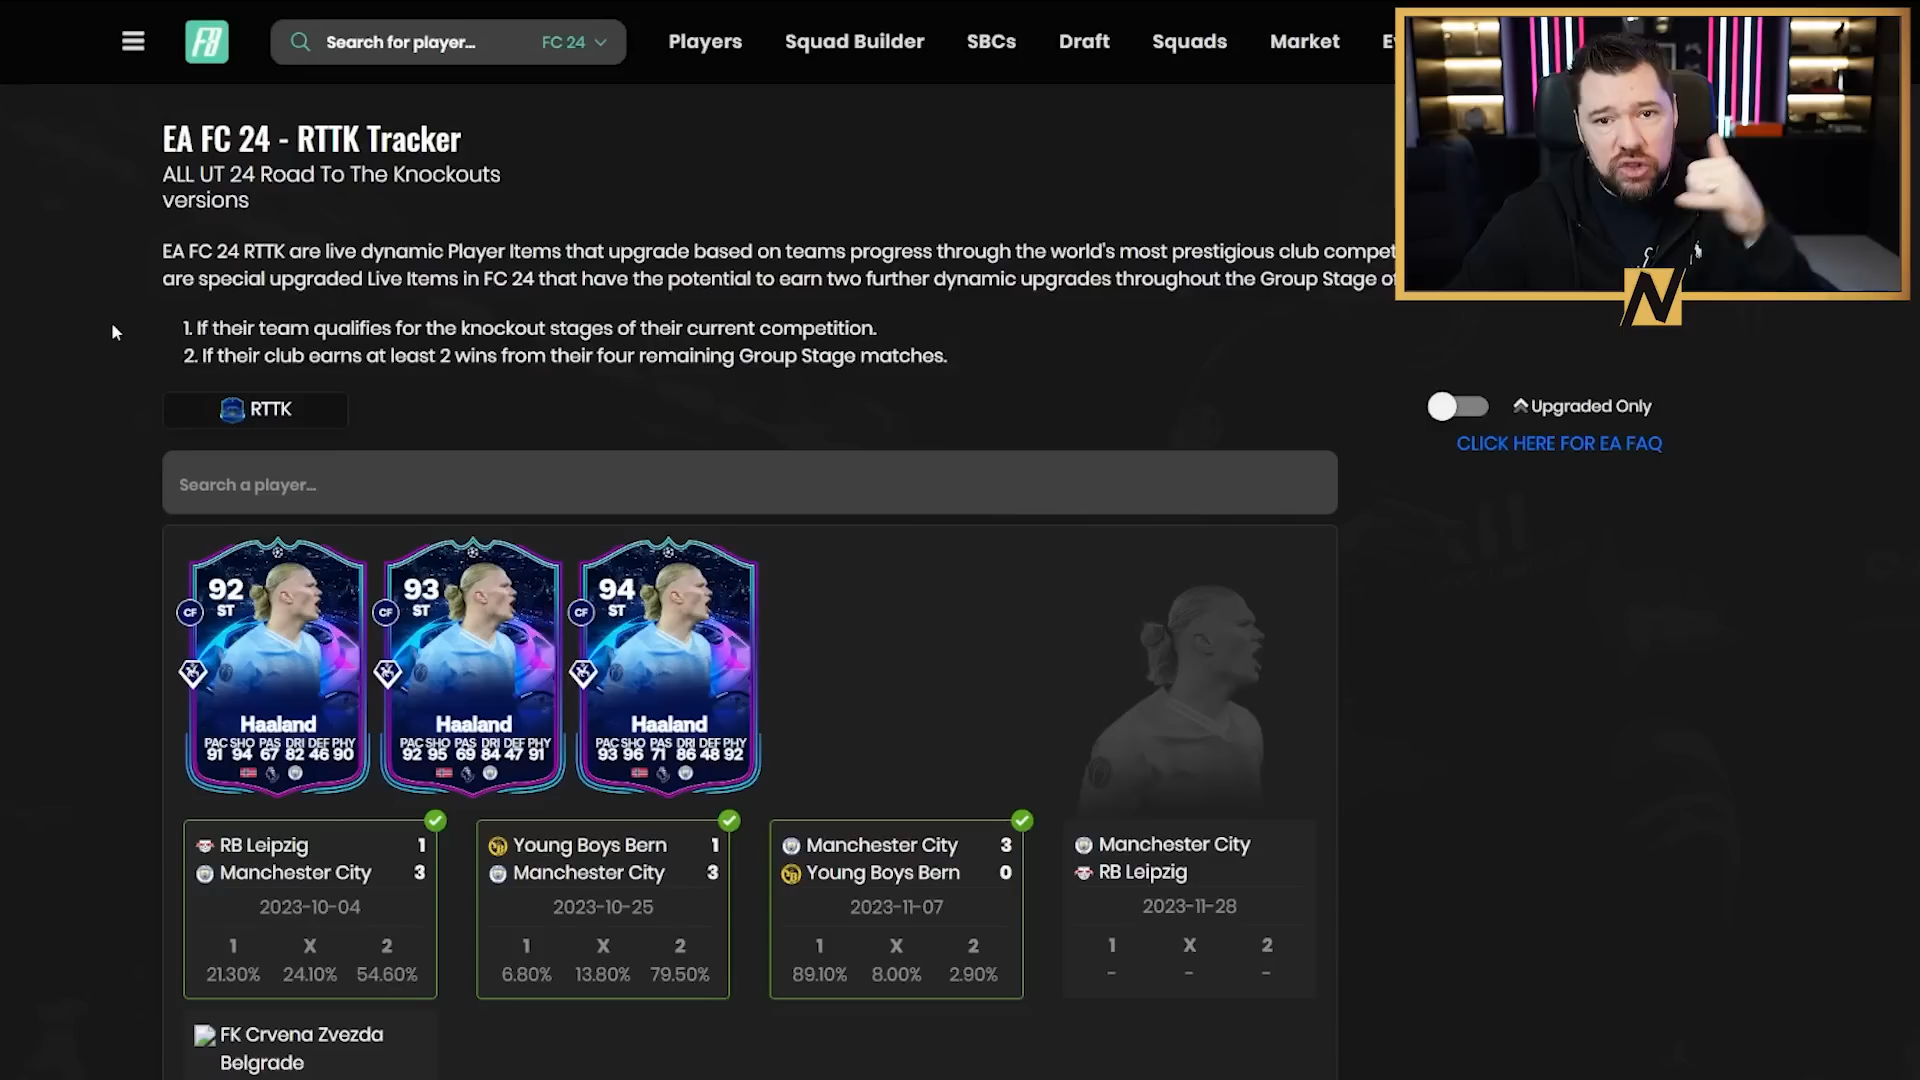 FB
Search for player...
FC 24
Players
Squad Builder
SBCs
Draft
Squads
Market
N
EA FC 24 - RTTK Tracker
ALL UT 24 Road To The Knockouts
versions
EA FC 24 RTTK are live dynamic Player Items that upgrade based on teams progress through the world's most prestigious club compet
are special upgraded Live Items in FC 24 that have the potential to earn two further dynamic upgrades throughout the Group Stage
1. If their team qualifies for the knockout stages of their current competition.
2. If their club earns at least 2 wins from their four remaining Group Stage matches.
RTTK
Upgraded Only
CLICK HERE FOR EA FAQ
Search a player...
92
ST
CF
Haaland
PAC SHO PAS DRI DEF PHY
91 94 67 82 46 90
93
ST
CF
Haaland
PAC SHO PAS DRI DEF PHY
92 95 69 84 47 91
94
ST
CF
Haaland
PAC SHO PAS DRI DEF PHY
93 96 71 86 48 92
RB Leipzig 1
Manchester City 3
2023-10-04
1 X 2
21.30% 24.10% 54.60%
Young Boys Bern 1
Manchester City 3
2023-10-25
1 X 2
6.80% 13.80% 79.50%
Manchester City 3
Young Boys Bern 0
2023-11-07
1 X 2
89.10% 8.00% 2.90%
Manchester City
RB Leipzig
2023-11-28
1 X 2
- - -
FK Crvena Zvezda
Belgrade